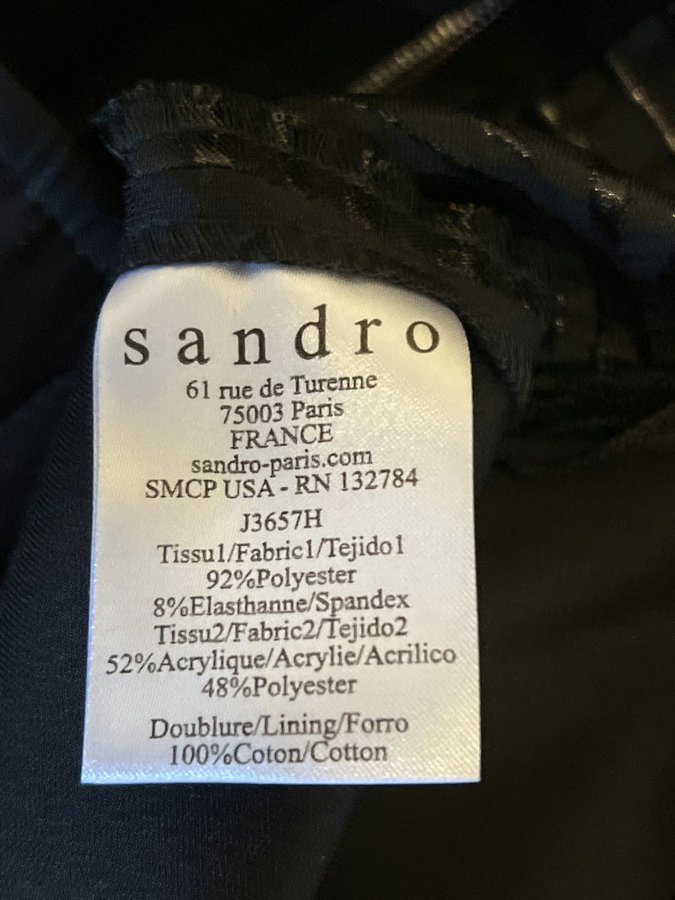 sandro
61 rue de Turenne
75003 Paris
FRANCE
sandro-paris.com
SMCP USA - RN 132784
J3657H
Tissu1/Fabric1/Tejido1
92%Polyester
8%Elasthanne/Spandex
Tissu2/Fabric2/Tejido2
52%Acrylique/Acrylie/Acrilico
48%Polyester
Doublure/Lining/Forro
100%Coton/Cotton